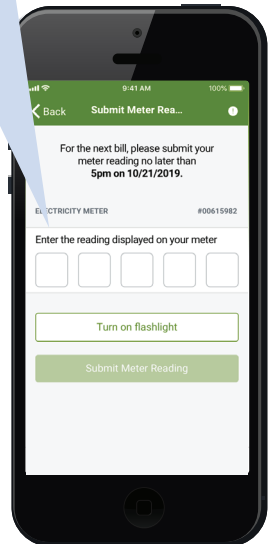 9:41 AM 100%
Back Submit Meter Rea...
For the next bill, please submit your
meter reading no later than
5pm on 10/21/2019.
ELECTRICITY METER #00615982
Enter the reading displayed on your meter
Turn on flashlight
Submit Meter Reading